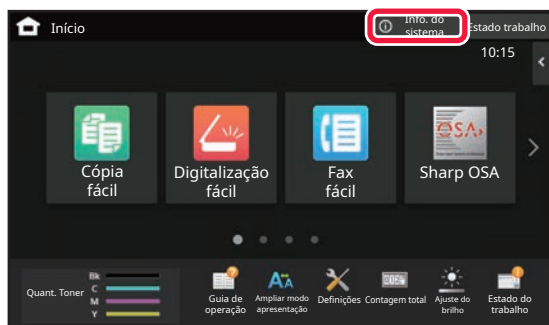 Início
Info. do
sistema
Estado trabalho
10:15
Cópia
fácil
Digitalização
fácil
Fax
fácil
OSA
Sharp OSA
Quant. Toner
Bk
C
M
Y
Guia de
operação
Ampliar modo
apresentação
Definições
Contagem total
Ajuste do
brilho
Estado do
trabalho